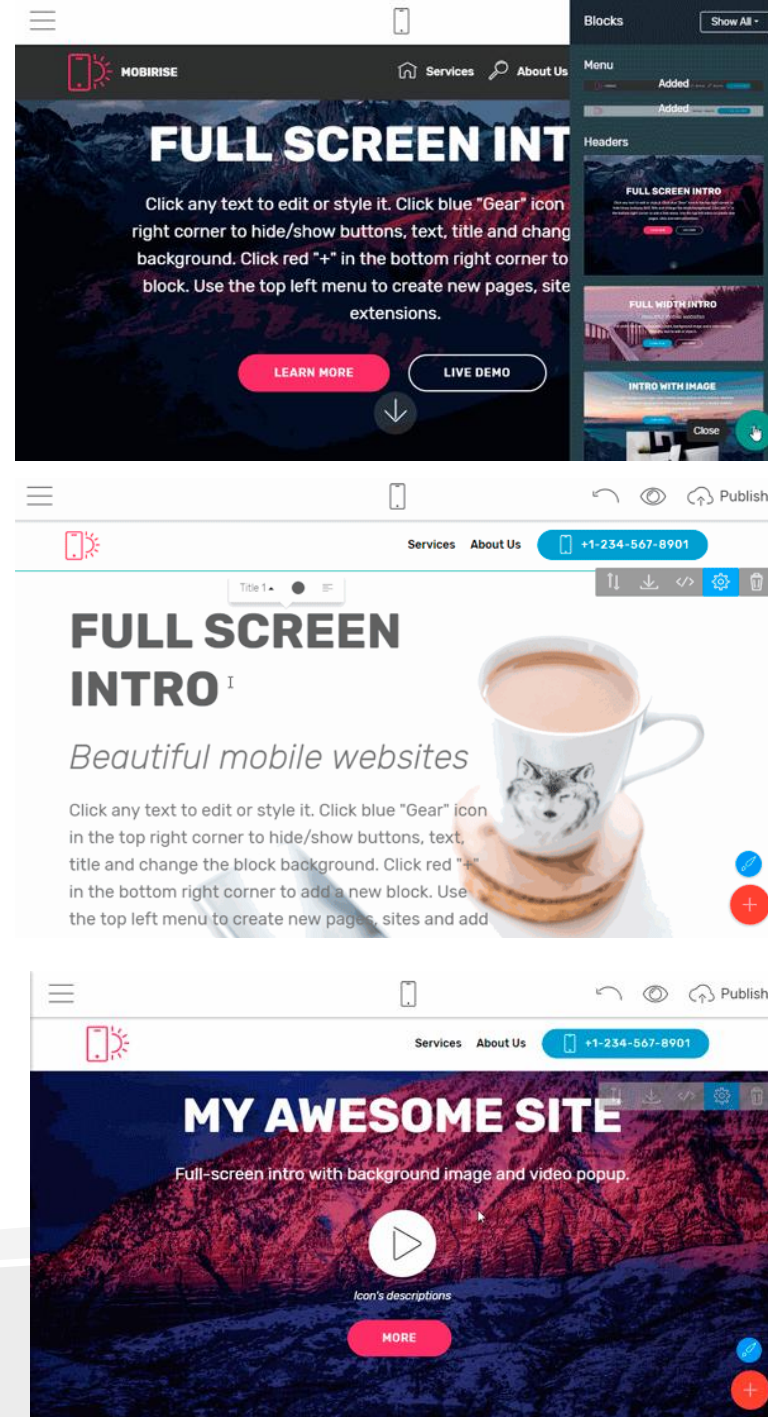 Blocks
Show All
Menu
MOBIRISE
Services
About Us
Added
Added
Headers
FULL SCREEN INT
Click any text to edit or style it. Click blue "Gear" icon
right corner to hide/show buttons, text, title and chang
background. Click red "+" in the bottom right corner to
block. Use the top left menu to create new pages, site
extensions.
LEARN MORE
LIVE DEMO
FULL SCREEN INTRO
FULL WIDTH INTRO
INTRO WITH IMAGE
Close
Publish
Services
About Us
+1-234-567-8901
Title 1
FULL SCREEN
INTRO
Beautiful mobile websites
Click any text to edit or style it. Click blue "Gear" icon
in the top right corner to hide/show buttons, text,
title and change the block background. Click red "+"
in the bottom right corner to add a new block. Use
the top left menu to create new pages, sites and add
Publish
Services
About Us
+1-234-567-8901
MY AWESOME SITE
Full-screen intro with background image and video popup.
Icon's descriptions
MORE